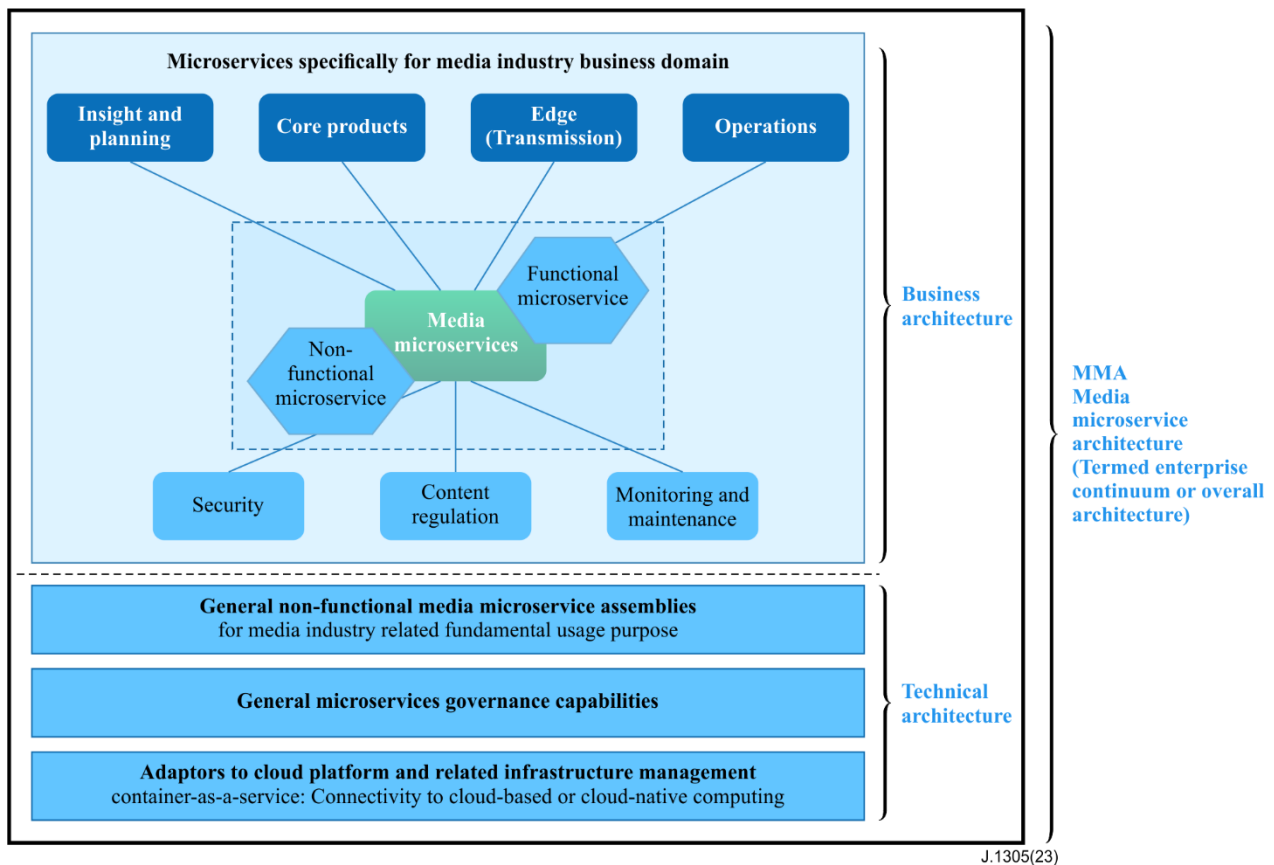 Microservices specifically for media industry business domain
Insight and
planning
Core products
Edge
(Transmission)
Operations
Functional
microservice
Media
microservices
Non-
functional
microservice
Security
Content
regulation
Monitoring and
maintenance
Business
architecture
General non-functional media microservice assemblies
for media industry related fundamental usage purpose
General microservices governance capabilities
Adaptors to cloud platform and related infrastructure management
container-as-a-service: Connectivity to cloud-based or cloud-native computing
Technical
architecture
MMA
Media
microservice
architecture
(Termed enterprise
continuum or overall
architecture)
J.1305(23)